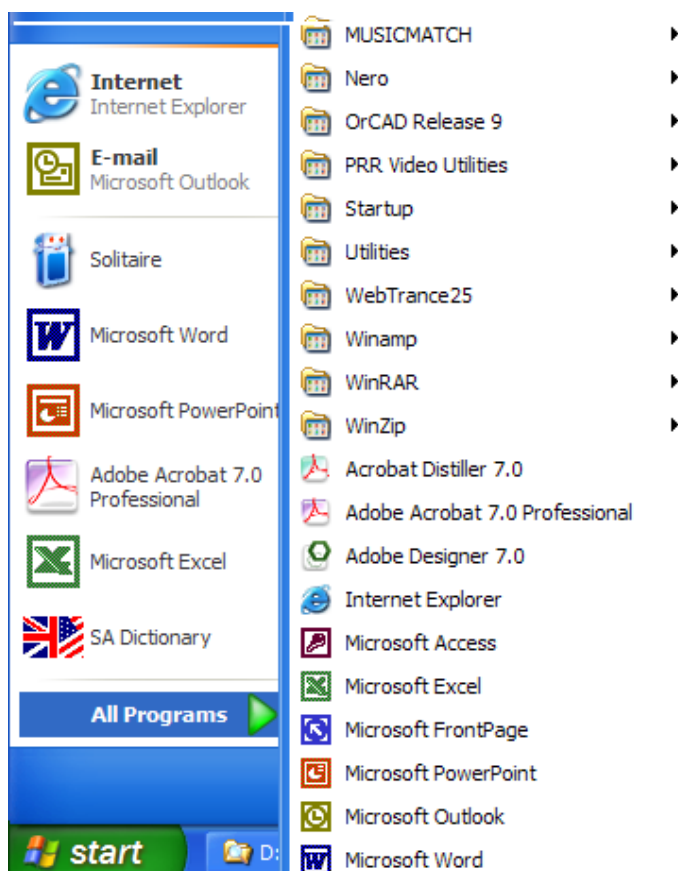 Internet
Internet Explorer
E-mail
Microsoft Outlook
Solitaire
Microsoft Word
Microsoft PowerPoint
Adobe Acrobat 7.0
Professional
Microsoft Excel
SA Dictionary
All Programs
start
D:
MUSICMATCH
Nero
OrCAD Release 9
PRR Video Utilities
Startup
Utilities
WebTrance25
Winamp
WinRAR
WinZip
Acrobat Distiller 7.0
Adobe Acrobat 7.0 Professional
Adobe Designer 7.0
Internet Explorer
Microsoft Access
Microsoft Excel
Microsoft FrontPage
Microsoft PowerPoint
Microsoft Outlook
Microsoft Word